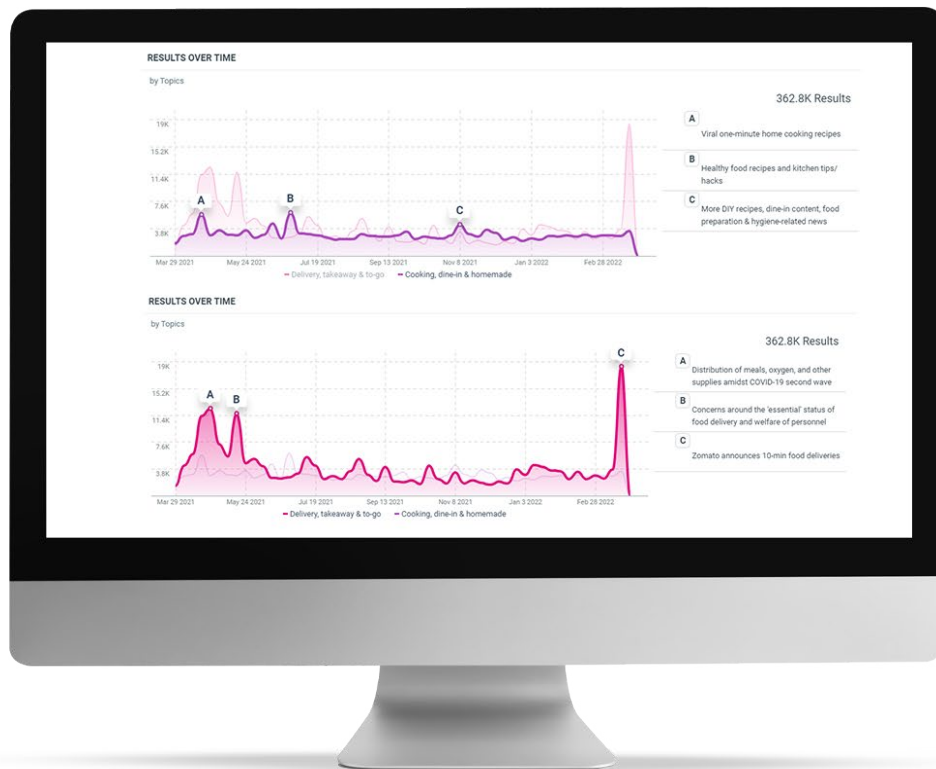 RESULTS OVER TIME
by Topics
362.8K Results
19K
15.2K
11.4K
7.6K
3.8K
A
B
C
Mar 29 2021
May 24 2021
Jul 19 2021
Sep 13 2021
Nov 8 2021
Jan 3 2022
Feb 28 2022
Delivery, takeaway & to-go
Cooking, dine-in & homemade
A
Viral one-minute home cooking recipes
B
Healthy food recipes and kitchen tips/
hacks
C
More DIY recipes, dine-in content, food
preparation & hygiene-related news
RESULTS OVER TIME
by Topics
362.8K Results
19K
15.2K
11.4K
7.6K
3.8K
A
B
C
Mar 29 2021
May 24 2021
Jul 19 2021
Sep 13 2021
Nov 8 2021
Jan 3 2022
Feb 28 2022
Delivery, takeaway & to-go
Cooking, dine-in & homemade
A
Distribution of meals, oxygen, and other
supplies amidst COVID-19 second wave
B
Concerns around the 'essential' status of
food delivery and welfare of personnel
C
Zomato announces 10-min food deliveries